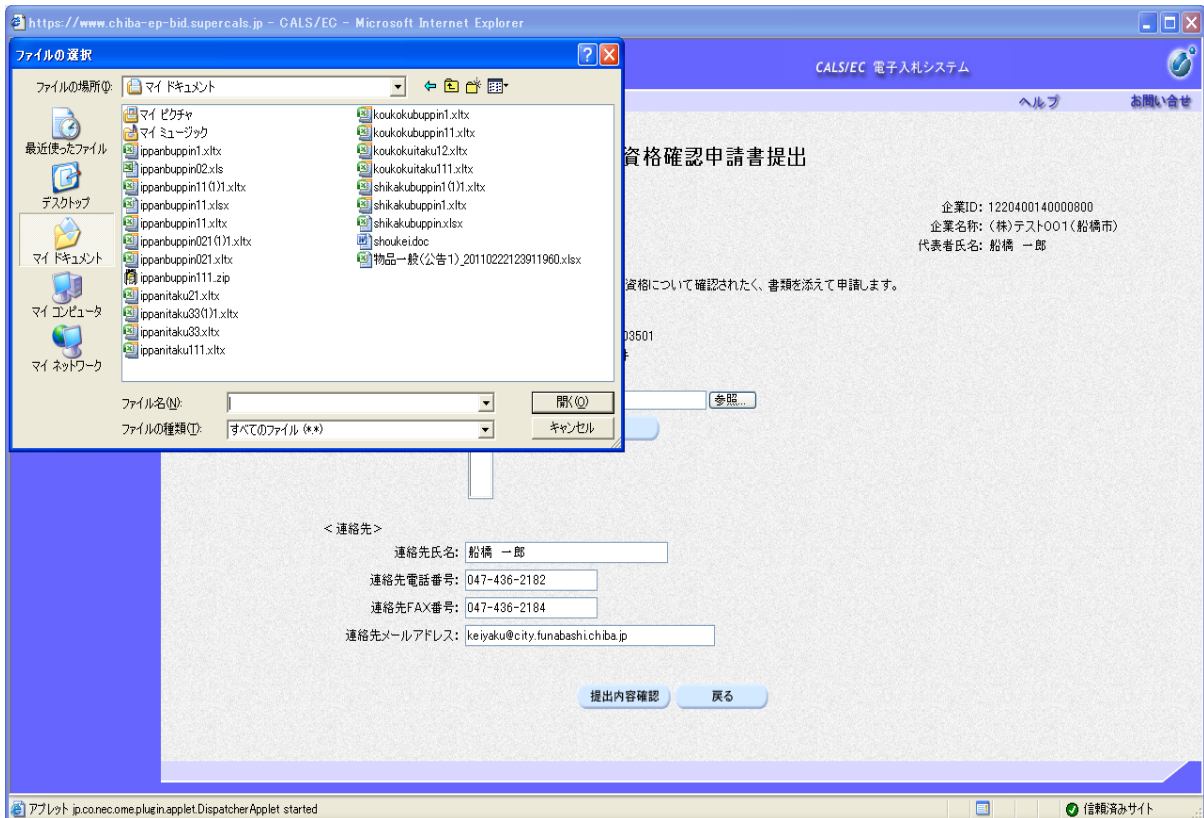 https://www.chiba-ep-bid.supercals.jp - CALS/EC - Microsoft Internet Explorer
ファイルの選択
ファイルの場所(I):
マイ ドキュメント
最近使ったファイル
デスクトップ
マイ ドキュメント
マイ コンピュータ
マイ ネットワーク
マイ ピクチャ
マイ ミュージック
ippanbuppin1.xltx
ippanbuppin02.xls
ippanbuppin11(1)1.xltx
ippanbuppin11.xlsx
ippanbuppin11.xltx
ippanbuppin021(1)1.xltx
ippanbuppin021.xltx
ippanbuppin111.zip
ippanitaku21.xltx
ippanitaku33(1)1.xltx
ippanitaku33.xltx
ippanitaku111.xltx
koukokubuppin1.xltx
koukokubuppin11.xltx
koukokuitaku12.xltx
koukokuitaku111.xltx
shikakubuppin1(1)1.xltx
shikakubuppin1.xltx
shikakubuppin.xlsx
shoukei.doc
物品一般(公告1)_20110222123911960.xlsx
ファイル名(N):
開く(O)
ファイルの種類(T):
すべてのファイル (*.*)
キャンセル
CALS/EC 電子入札システム
ヘルプ
お問い合せ
資格確認申請書提出
企業ID: 1220400140000800
企業名称: (株)テスト001(船橋市)
代表者氏名: 船橋 一郎
資格について確認されたく、書類を添えて申請します。
03501
参照...
<連絡先>
連絡先氏名: 船橋 一郎
連絡先電話番号: 047-436-2182
連絡先FAX番号: 047-436-2184
連絡先メールアドレス: keiyaku@city.funabashi.chiba.jp
提出内容確認
戻る
アプレット jp.co.nec.ome.plugin.applet.DispatcherApplet started
信頼済みサイト